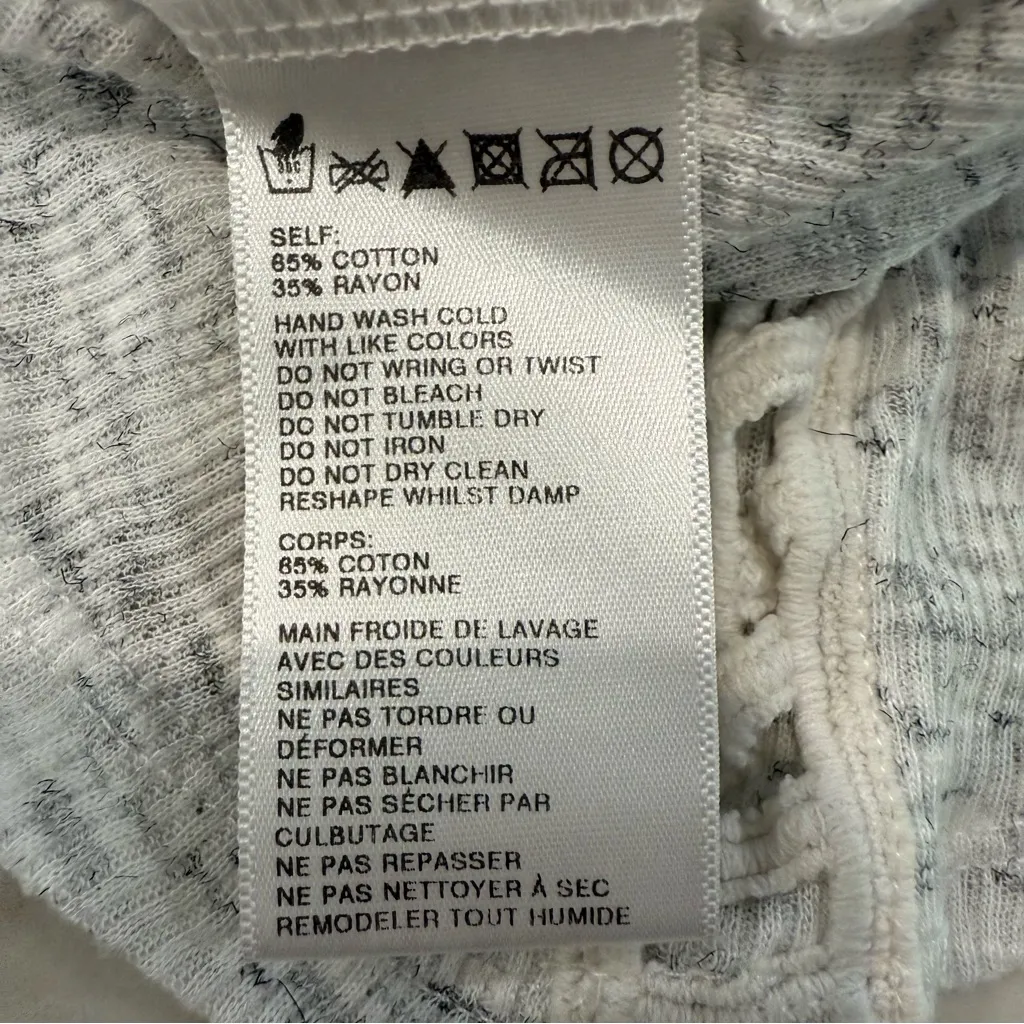 SELF:
65% COTTON
35% RAYON
HAND WASH COLD
WITH LIKE COLORS
DO NOT WRING OR TWIST
DO NOT BLEACH
DO NOT TUMBLE DRY
DO NOT IRON
DO NOT DRY CLEAN
RESHAPE WHILST DAMP
CORPS:
65% COTON
35% RAYONNE
MAIN FROIDE DE LAVAGE
AVEC DES COULEURS
SIMILAIRES
NE PAS TORDRE OU
DÉFORMER
NE PAS BLANCHIR
NE PAS SÉCHER PAR
CULBUTAGE
NE PAS REPASSER
NE PAS NETTOYER À SEC
REMODELER TOUT HUMIDE